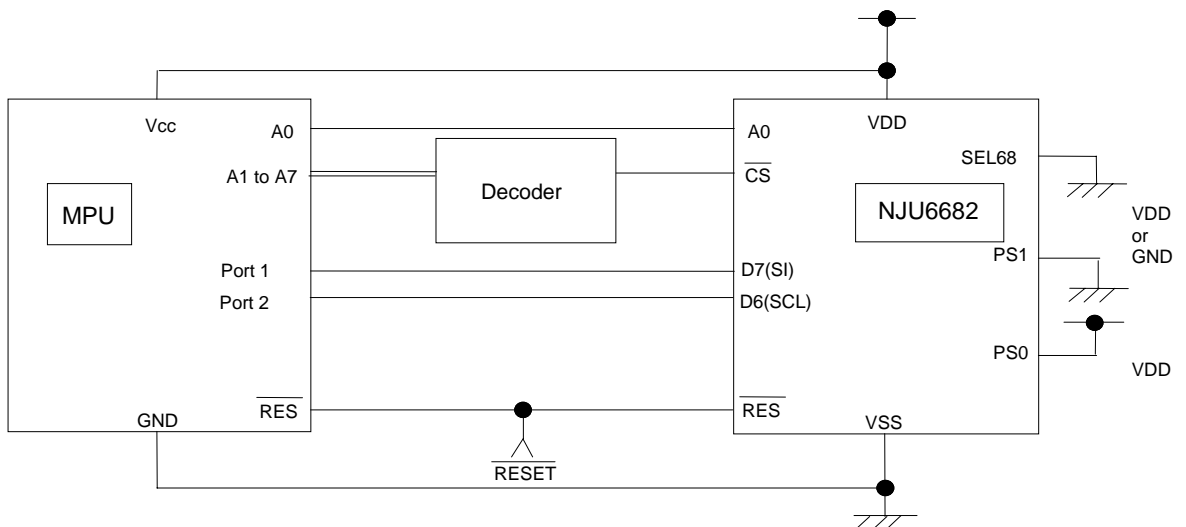 Vcc
A0
A1 to A7
MPU
Port 1
Port 2
RES
GND
Decoder
RESET
VDD
A0
CS
SEL68
NJU6682
VDD
or
GND
PS1
D7(SI)
D6(SCL)
PS0
VDD
RES
VSS